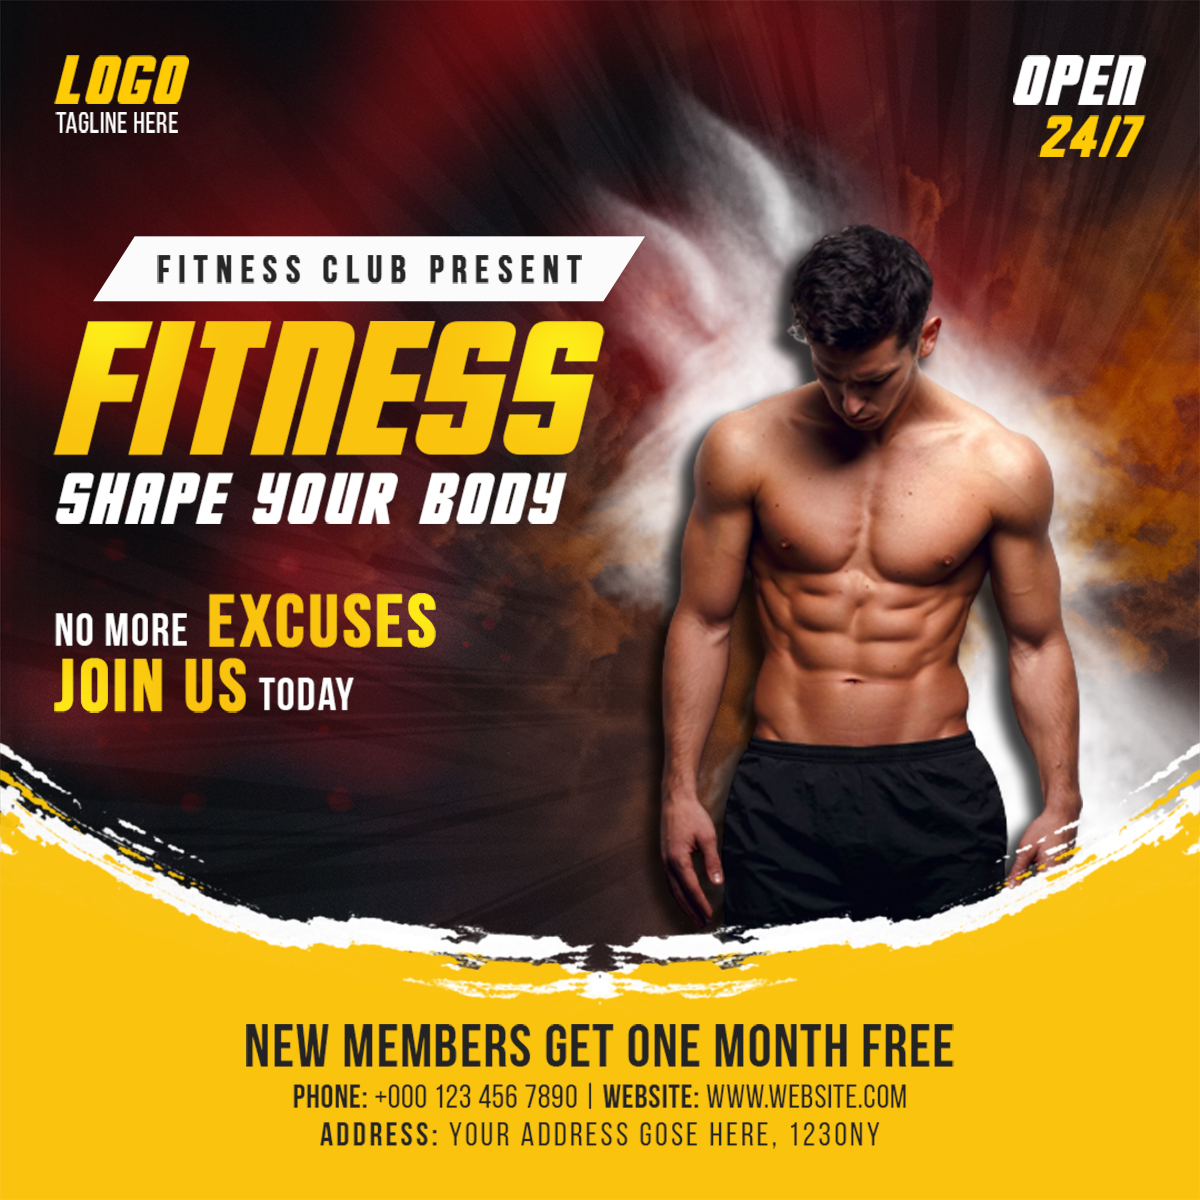 LOGO
TAGLINE HERE
OPEN
24/7
FITNESS CLUB PRESENT
FITNESS
SHAPE YOUR BODY
NO MORE EXCUSES
JOIN US TODAY
NEW MEMBERS GET ONE MONTH FREE
PHONE: +000 123 456 7890 | WEBSITE: WWW.WEBSITE.COM
ADDRESS: YOUR ADDRESS GOSE HERE, 1230NY